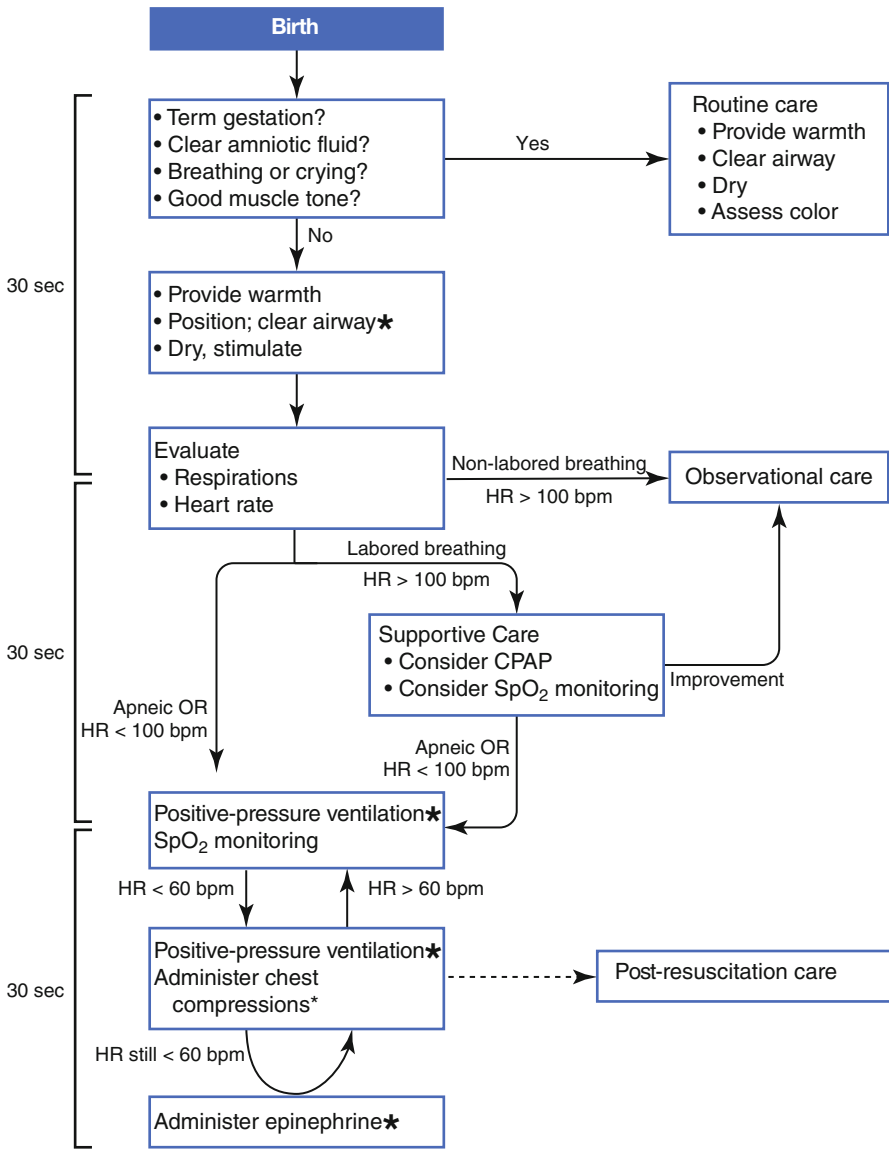 Birth
• Term gestation?
• Clear amniotic fluid?
• Breathing or crying?
• Good muscle tone?
Yes
Routine care
• Provide warmth
• Clear airway
• Dry
• Assess color
No
30 sec
• Provide warmth
• Position; clear airway*
• Dry, stimulate
Evaluate
• Respirations
• Heart rate
Non-labored breathing
HR > 100 bpm
Observational care
Labored breathing
HR > 100 bpm
30 sec
Supportive Care
• Consider CPAP
• Consider SpO₂ monitoring
Improvement
Apneic OR
HR < 100 bpm
Apneic OR
HR < 100 bpm
Positive-pressure ventilation*
SpO₂ monitoring
HR < 60 bpm
HR > 60 bpm
30 sec
Positive-pressure ventilation*
Administer chest
compressions*
Post-resuscitation care
HR still < 60 bpm
Administer epinephrine*